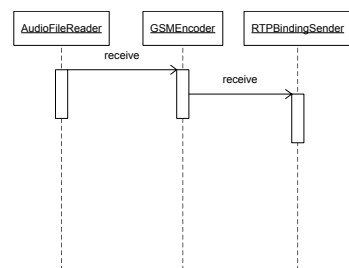 AudioFileReader
GSMEncoder
RTPBindingSender
receive
receive